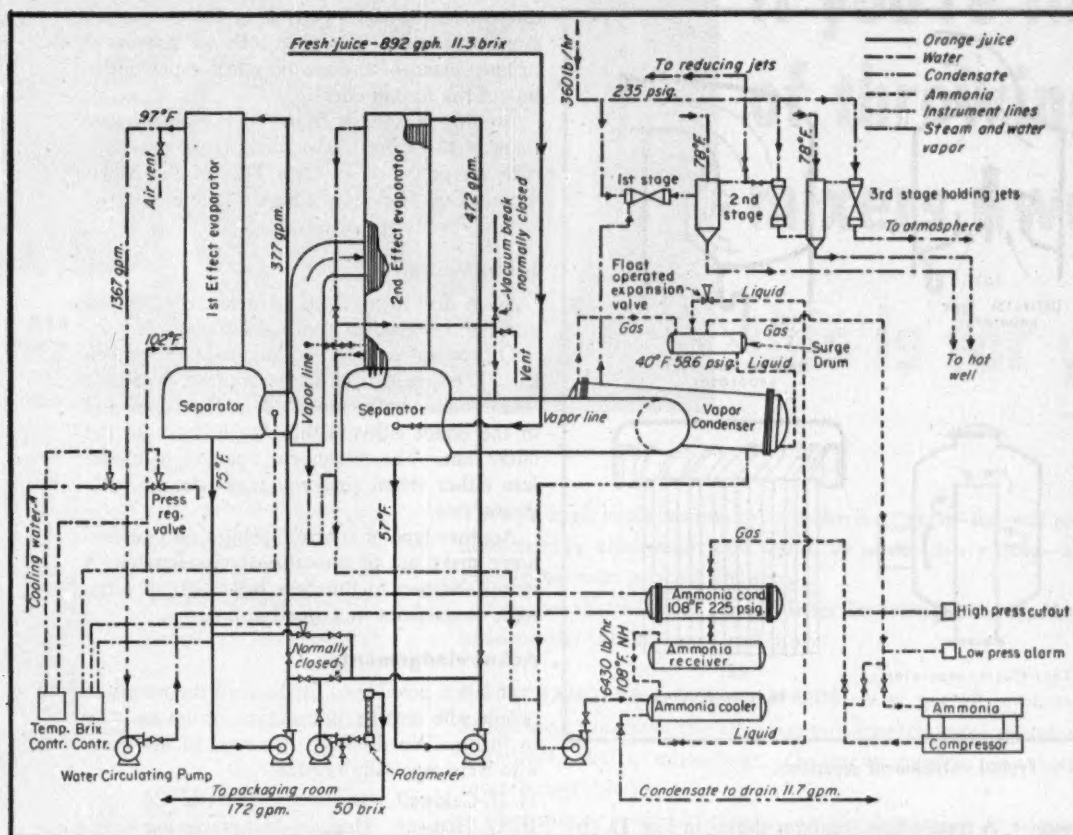 Fresh juice - 892 gph. 11.3 brix
3601 lb/hr
To reducing jets
235 psig.
Orange juice
Water
Condensate
Ammonia
Instrument lines
Steam and water
vapor
97°F
Air vent
1st Effect evaporator
2nd Effect evaporator
1367 gpm.
377 gpm.
472 gpm.
Vacuum break
normally closed
78°F.
78°F.
1st stage
2nd
stage
3rd stage holding jets
To atmosphere
Float
operated
expansion
valve
Liquid
Gas
Gas
To hot
well
102°F
Vapor line
Vent
40°F. 58.6 psig.
Liquid
Surge
Drum
Separator
Separator
Vapor line
Vapor
Condenser
75°F
57°F.
Press
reg.
valve
Cooling water
Gas
Ammonia cond
108°F. 225 psig.
High press cutout
Ammonia
receiver
Low press alarm
6430 lb/hr
108°F. NH
Normally
closed
Ammonia cooler
Ammonia
Compressor
Liquid
Temp. Brix
Contr. Contr.
Water Circulating Pump
Rotameter
To packaging room
172 gpm.
50 brix
Condensate to drain 11.7 gpm.